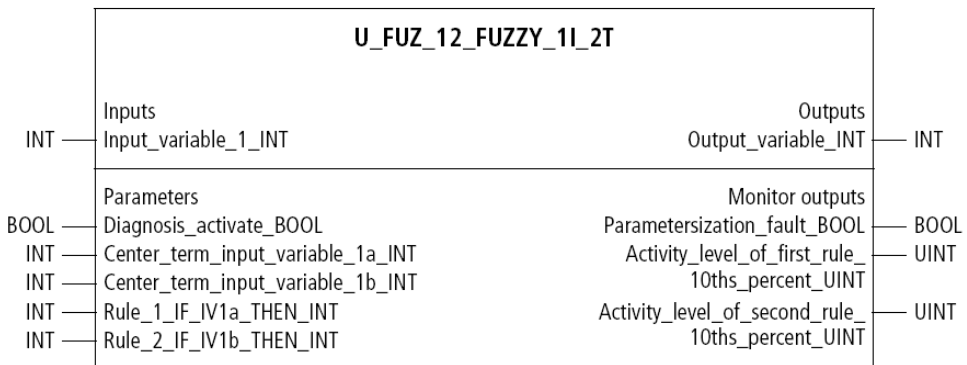 U_FUZ_12_FUZZY_1I_2T
Inputs Outputs
INT Input_variable_1_INT Output_variable_INT INT
Parameters Monitor outputs
BOOL Diagnosis_activate_BOOL Parametersization_fault_BOOL BOOL
INT Center_term_input_variable_1a_INT Activity_level_of_first_rule_ UINT
INT Center_term_input_variable_1b_INT 10ths_percent_UINT
INT Rule_1_IF_IV1a_THEN_INT Activity_level_of_second_rule_ UINT
INT Rule_2_IF_IV1b_THEN_INT 10ths_percent_UINT